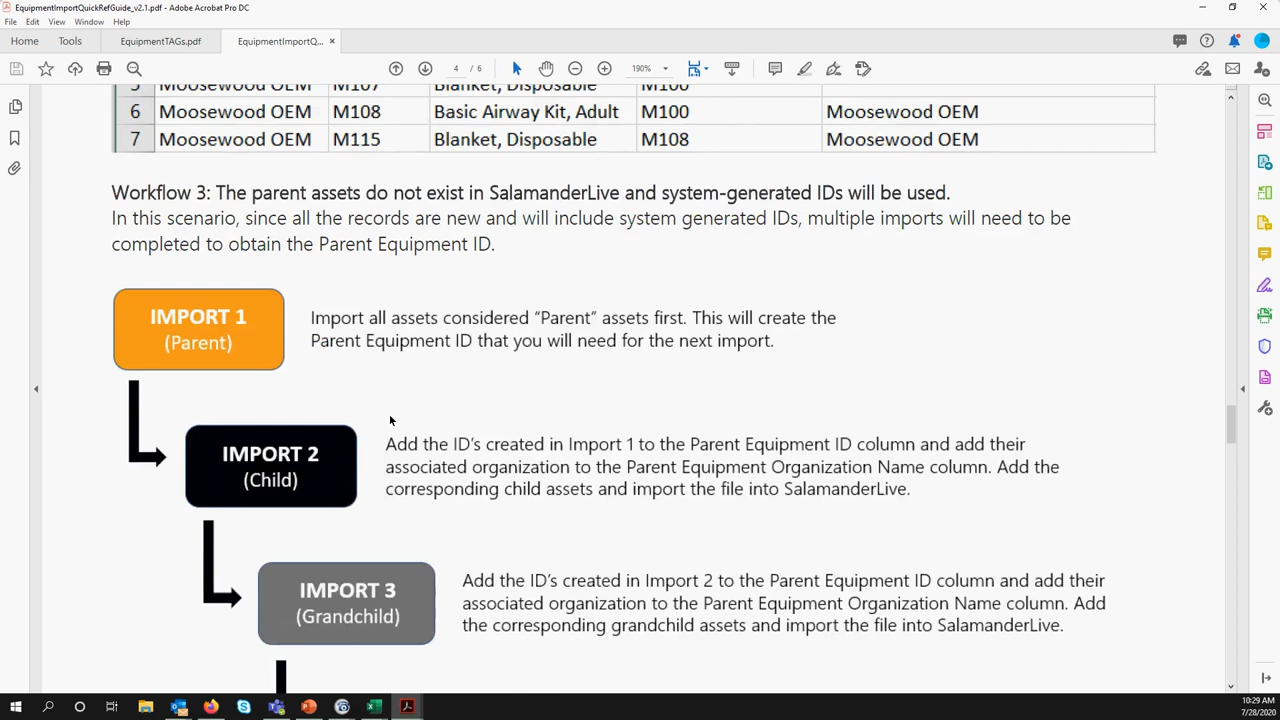 EquipmentImportQuickRefGuide_v2.1.pdf - Adobe Acrobat Pro DC
File Edit View Window Help
Home Tools EquipmentTAGs.pdf EquipmentImportQ... ×
4 / 6 190%
5 Moosewood OEM M107 Blanket, Disposable M100
6 Moosewood OEM M108 Basic Airway Kit, Adult M100 Moosewood OEM
7 Moosewood OEM M115 Blanket, Disposable M108 Moosewood OEM
Workflow 3: The parent assets do not exist in SalamanderLive and system-generated IDs will be used.
In this scenario, since all the records are new and will include system generated IDs, multiple imports will need to be
completed to obtain the Parent Equipment ID.
IMPORT 1
(Parent)
Import all assets considered “Parent” assets first. This will create the
Parent Equipment ID that you will need for the next import.
IMPORT 2
(Child)
Add the ID’s created in Import 1 to the Parent Equipment ID column and add their
associated organization to the Parent Equipment Organization Name column. Add the
corresponding child assets and import the file into SalamanderLive.
IMPORT 3
(Grandchild)
Add the ID’s created in Import 2 to the Parent Equipment ID column and add their
associated organization to the Parent Equipment Organization Name column. Add
the corresponding grandchild assets and import the file into SalamanderLive.
10:29 AM
7/28/2020